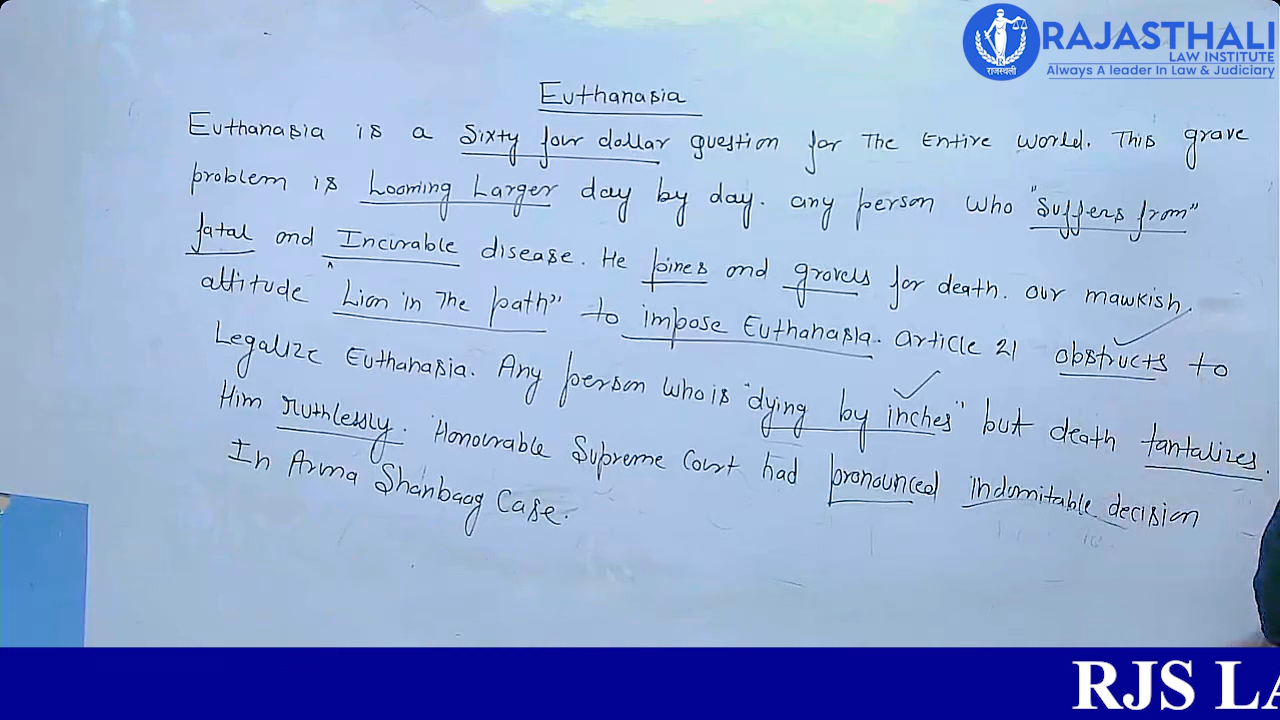 RAJASTHALI
LAW INSTITUTE
Always A leader In Law & Judiciary
राजस्थली
Euthanasia
Euthanasia is a Sixty four dollar question for The Entire World. This grave
problem is Looming Larger day by day. any person who "Suffers from"
fatal and Incurable disease. He pines and grovels for death. our mawkish
attitude "Lion in The path" to impose Euthanasia. Article 21 obstructs to
Legalize Euthanasia. Any person who is "dying by inches" but death tantalizes.
Him ruthlessly. Honourable Supreme Court had pronounced indomitable decision
In Aruna Shanbaag Case.
RJS LA